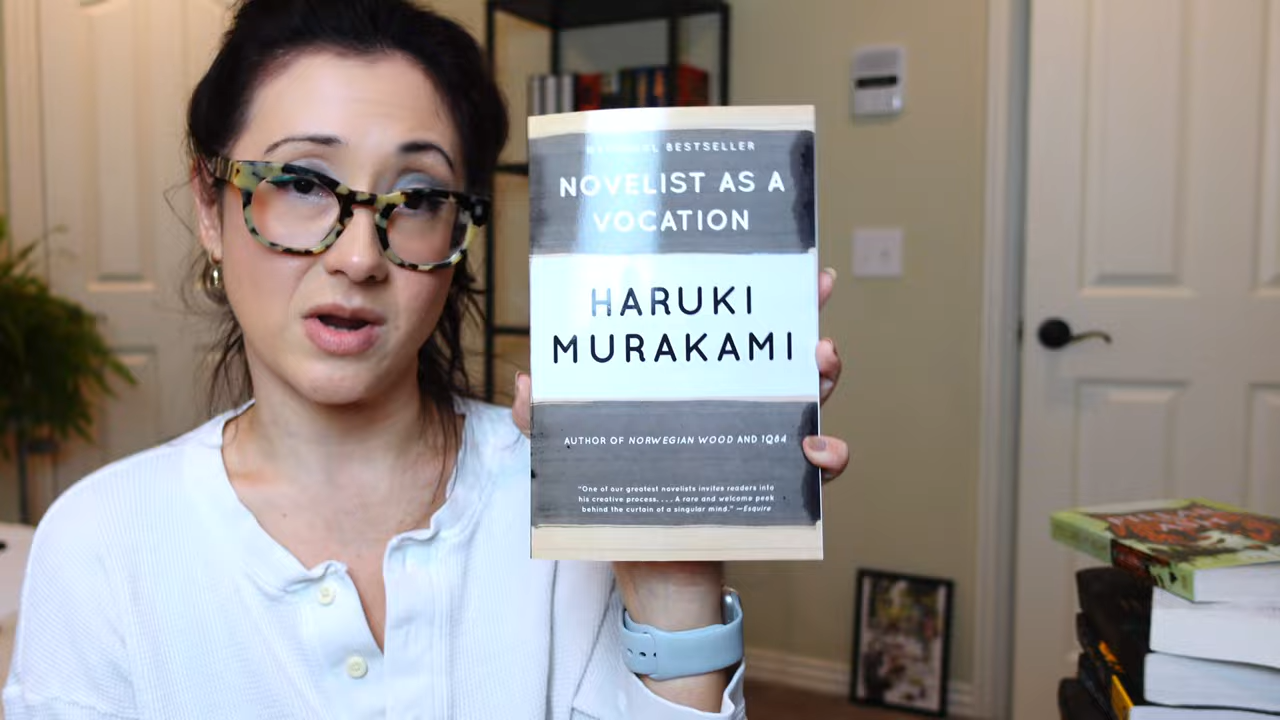 BESTSELLER
NOVELIST AS A
VOCATION
HARUKI
MURAKAMI
AUTHOR OF NORWEGIAN WOOD AND 1Q84
"One of our greatest novelists invites readers into
his creative process. . . . A rare and welcome peek
behind the curtain of a singular mind." —Esquire